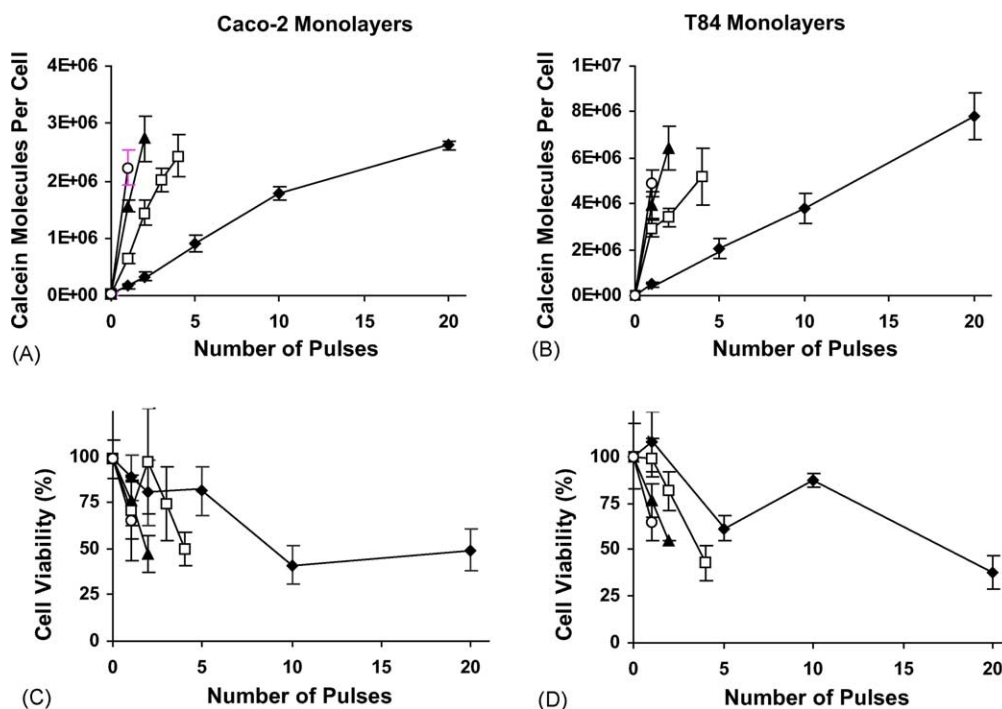 Caco-2 Monolayers
Calcein Molecules Per Cell
4E+06
3E+06
2E+06
1E+06
0E+00
0 5 10 15 20
Number of Pulses
(A)
T84 Monolayers
Calcein Molecules Per Cell
1E+07
8E+06
6E+06
4E+06
2E+06
0E+00
0 5 10 15 20
Number of Pulses
(B)
Cell Viability (%)
100
75
50
25
0
0 5 10 15 20
Number of Pulses
(C)
Cell Viability (%)
100
75
50
25
0
0 5 10 15 20
Number of Pulses
(D)